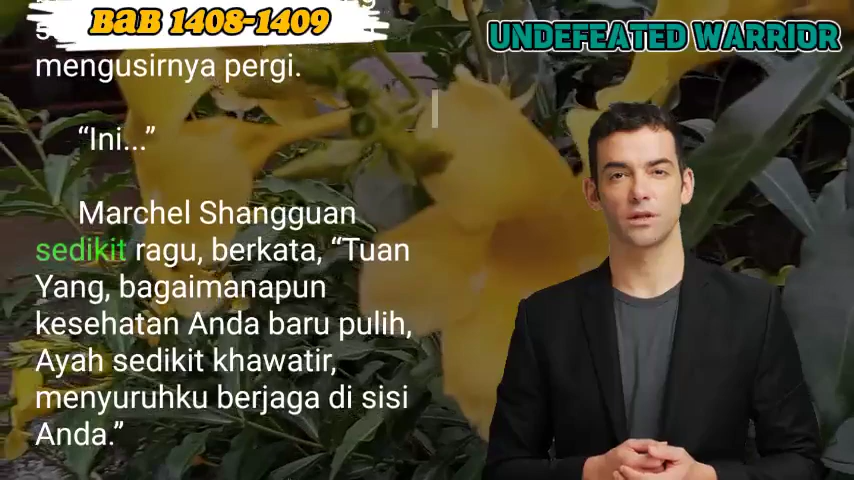 BAB 1408-1409
UNDEFEATED WARRIOR
mengusirnya pergi.
“Ini...”
Marchel Shangguan
sedikit ragu, berkata, “Tuan
Yang, bagaimanapun
kesehatan Anda baru pulih,
Ayah sedikit khawatir,
menyuruhku berjaga di sisi
Anda.”